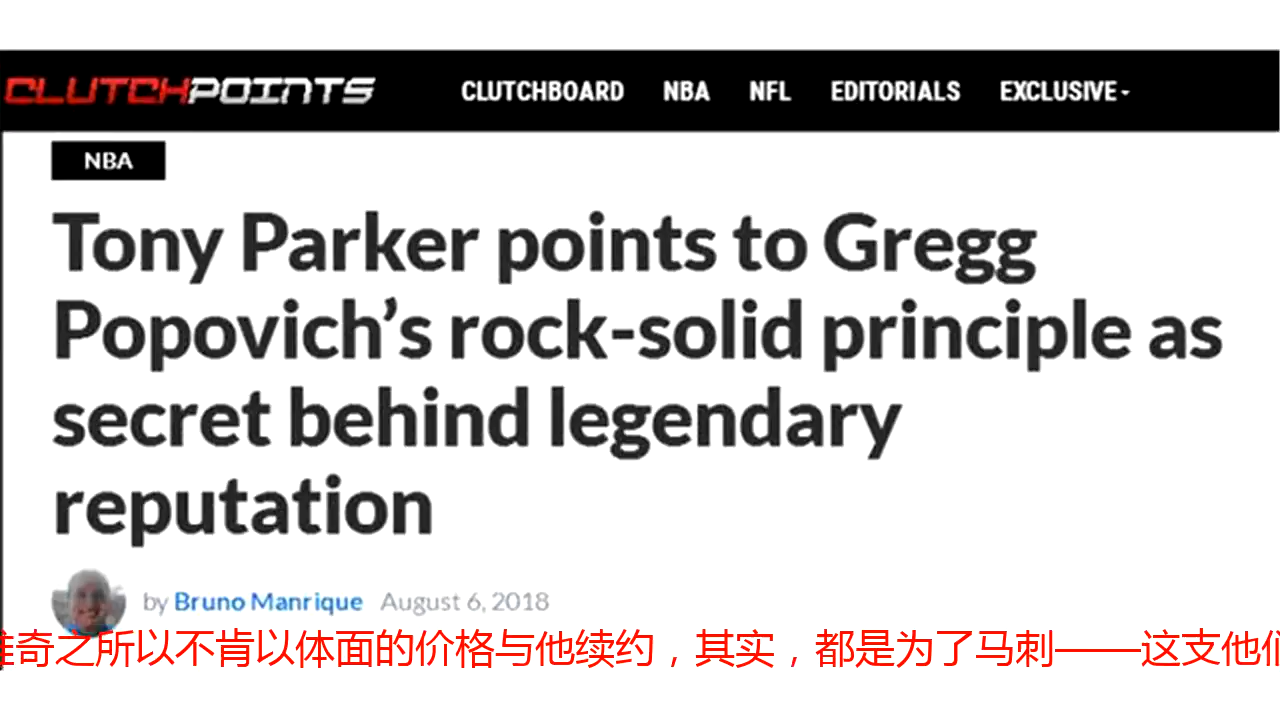 CLUTCHPOINTS CLUTCHBOARD NBA NFL EDITORIALS EXCLUSIVE
NBA
Tony Parker points to Gregg
Popovich’s rock-solid principle as
secret behind legendary
reputation
by Bruno Manrique August 6, 2018
奇之所以不肯以体面的价格与他续约，其实，都是为了马刺——这支他